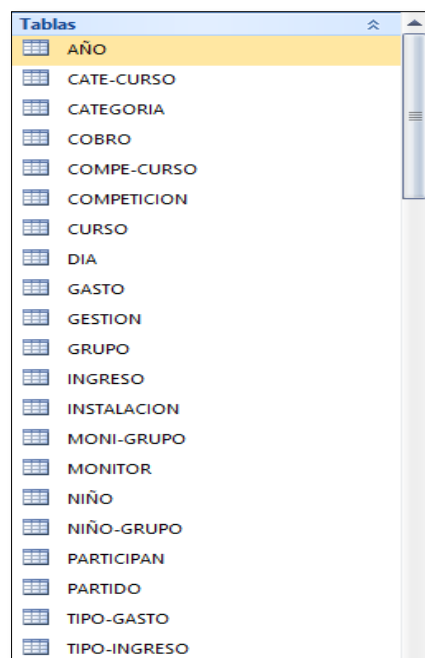 Tablas
AÑO
CATE-CURSO
CATEGORIA
COBRO
COMPE-CURSO
COMPETICION
CURSO
DIA
GASTO
GESTION
GRUPO
INGRESO
INSTALACION
MONI-GRUPO
MONITOR
NIÑO
NIÑO-GRUPO
PARTICIPAN
PARTIDO
TIPO-GASTO
TIPO-INGRESO